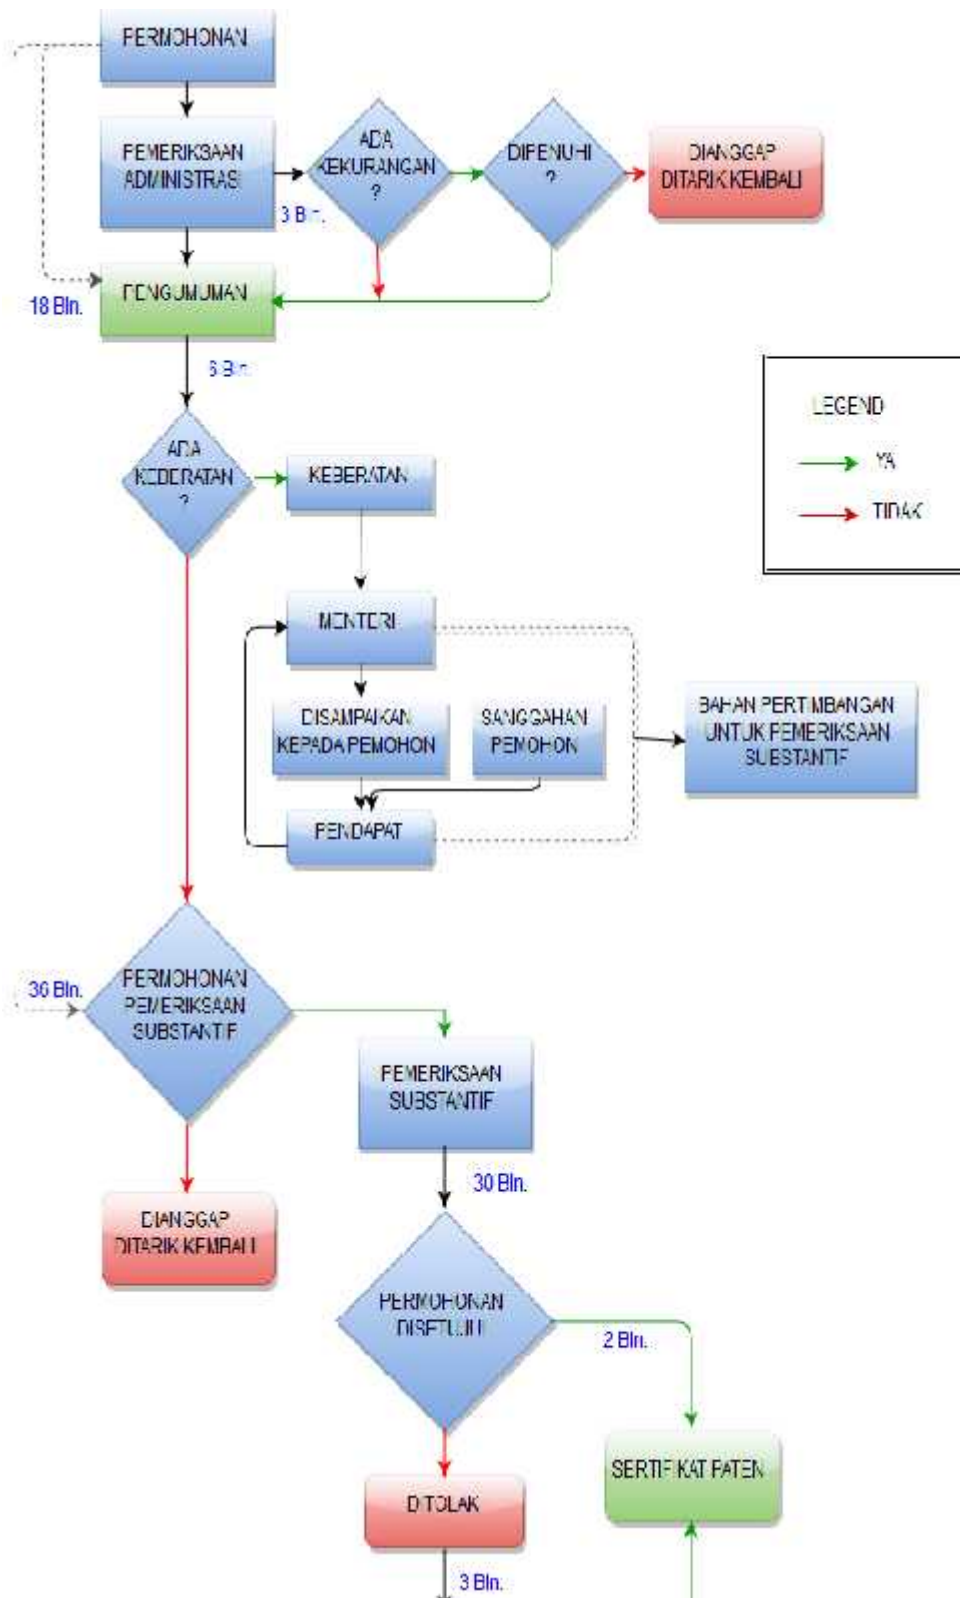 PERMOHONAN
PEMERIKSAAN
ADMINISTRASI
3 Bln.
ADA
KEKURANGAN
?
DIPENUHI
?
DIANGGAP
DITARIK KEMBALI
18 Bln.
PENGUMUMAN
6 Bln.
LEGEND
YA
TIDAK
ADA
KEBERATAN
?
KEBERATAN
MENTERI
DISAMPAIKAN
KEPADA PEMOHON
SANGGAHAN
PEMOHON
BAHAN PERTIMBANGAN
UNTUK PEMERIKSAAN
SUBSTANTIF
PENDAPAT
36 Bln.
PERMOHONAN
PEMERIKSAAN
SUBSTANTIF
PEMERIKSAAN
SUBSTANTIF
30 Bln.
DIANGGAP
DITARIK KEMBALI
PERMOHONAN
DISETUJUI
2 Bln.
SERTIFIKAT PATEN
DITOLAK
3 Bln.